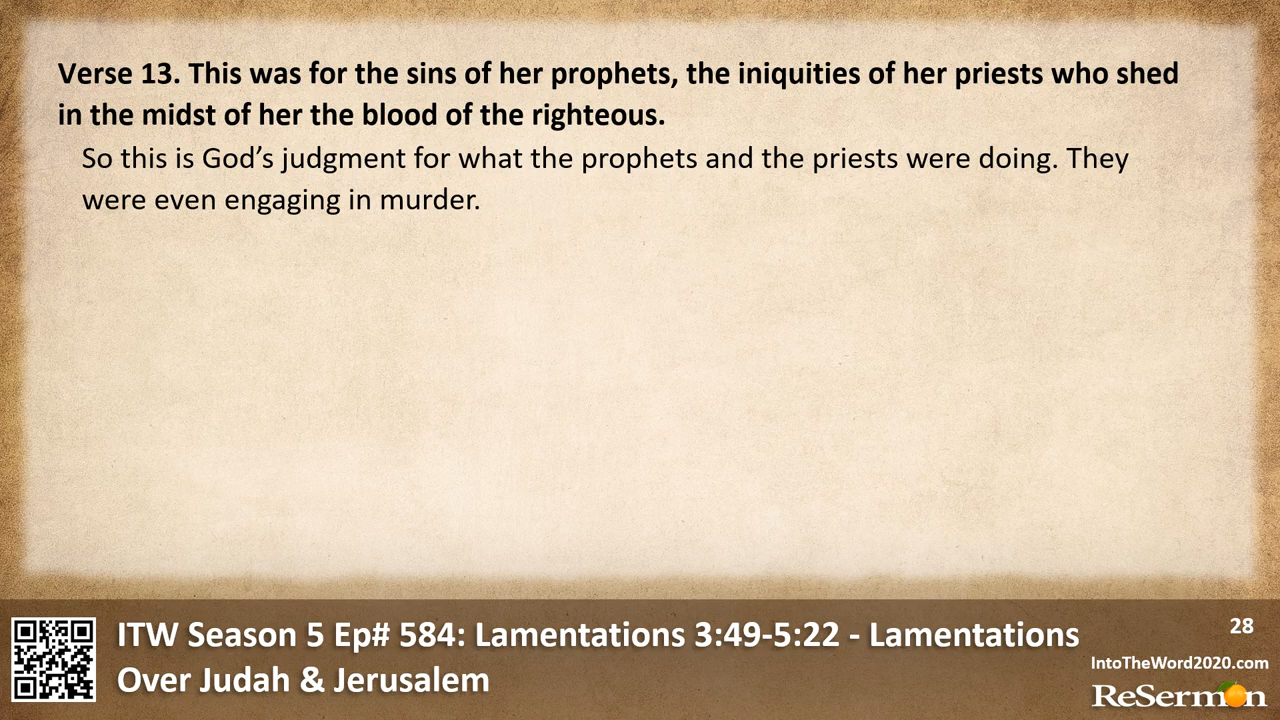 Verse 13. This was for the sins of her prophets, the iniquities of her priests who shed
in the midst of her the blood of the righteous.
So this is God’s judgment for what the prophets and the priests were doing. They
were even engaging in murder.
ITW Season 5 Ep# 584: Lamentations 3:49-5:22 - Lamentations
Over Judah & Jerusalem
28
IntoTheWord2020.com
ReSermon